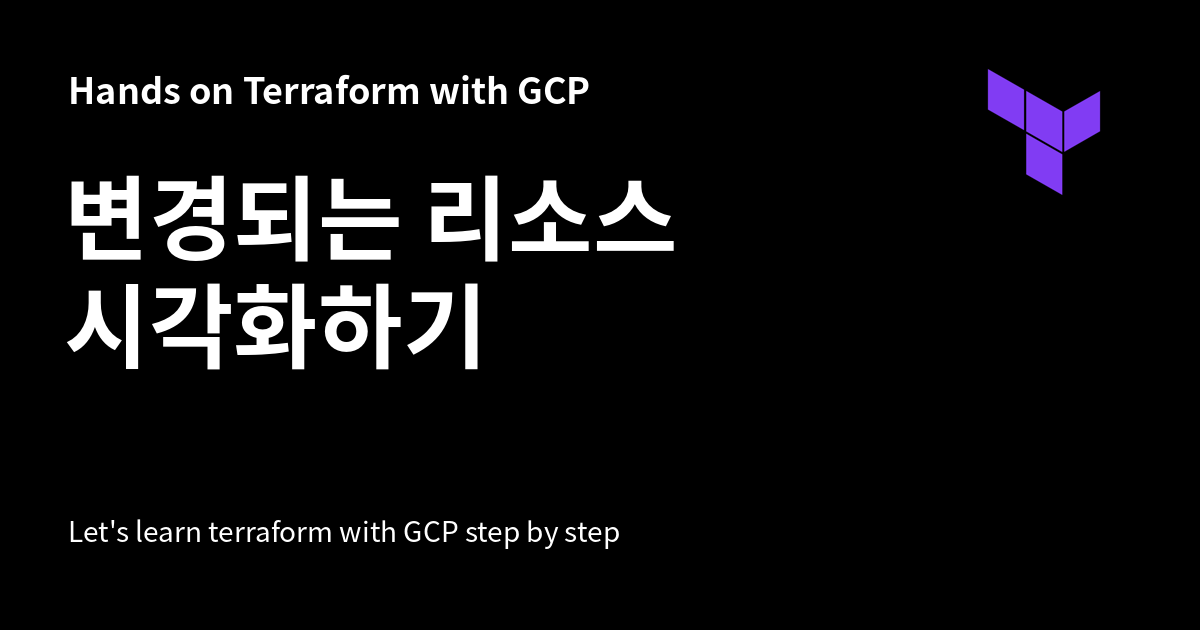 Hands on Terraform with GCP
변경되는 리소스
시각화하기
Let's learn terraform with GCP step by step